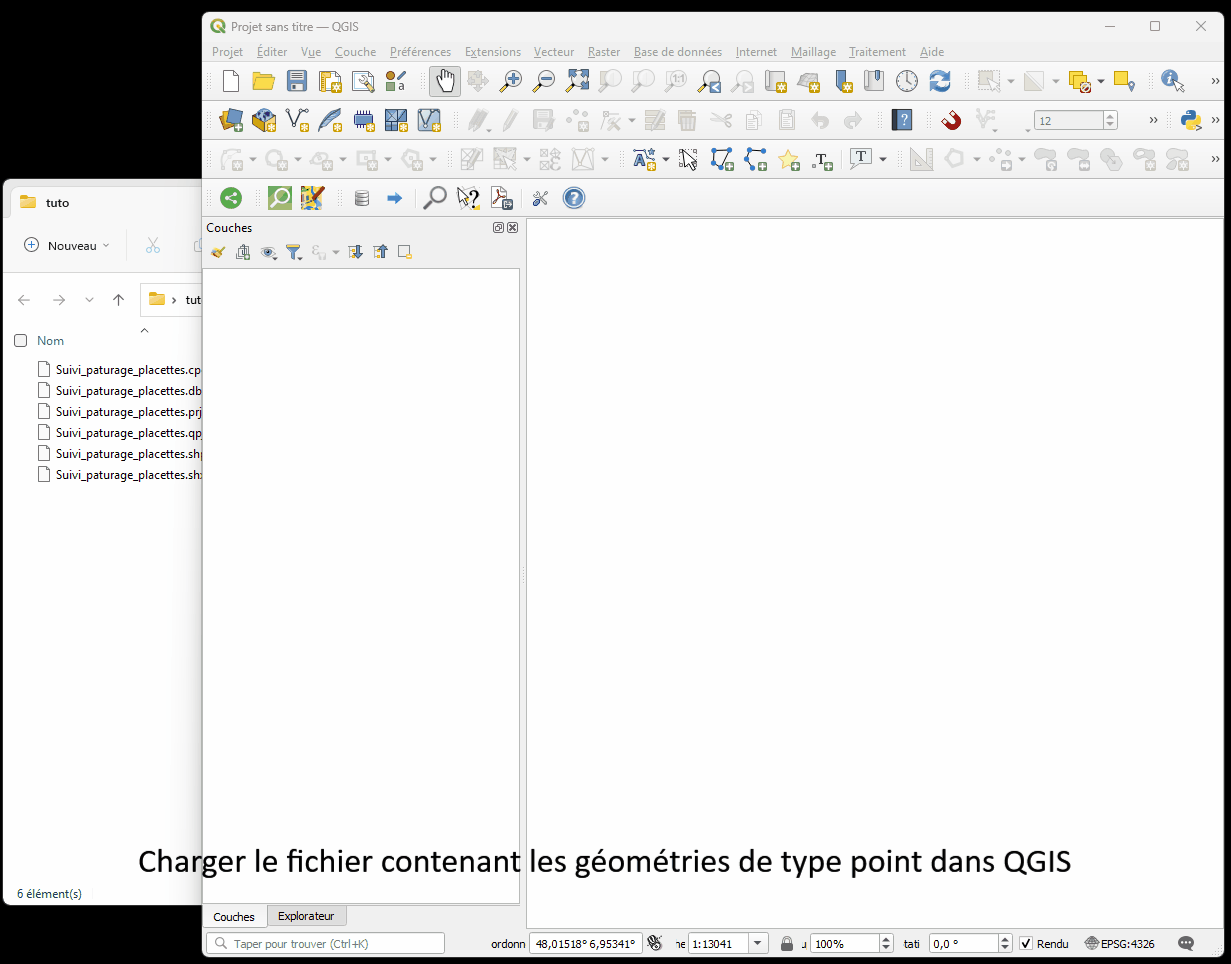 Projet sans titre — QGIS
Projet Éditer Vue Couche Préférences Extensions Vecteur Raster Base de données Internet Maillage Traitement Aide
12
tuto
Nouveau
tut
Nom
Suivi_paturage_placettes.cp
Suivi_paturage_placettes.db
Suivi_paturage_placettes.prj
Suivi_paturage_placettes.qp
Suivi_paturage_placettes.sh
Suivi_paturage_placettes.sh
6 élément(s)
Couches
Charger le fichier contenant les géométries de type point dans QGIS
Couches Explorateur
Taper pour trouver (Ctrl+K) ordonn 48,01518° 6,95341° 1:13041 u 100% tati 0,0 ° Rendu EPSG:4326